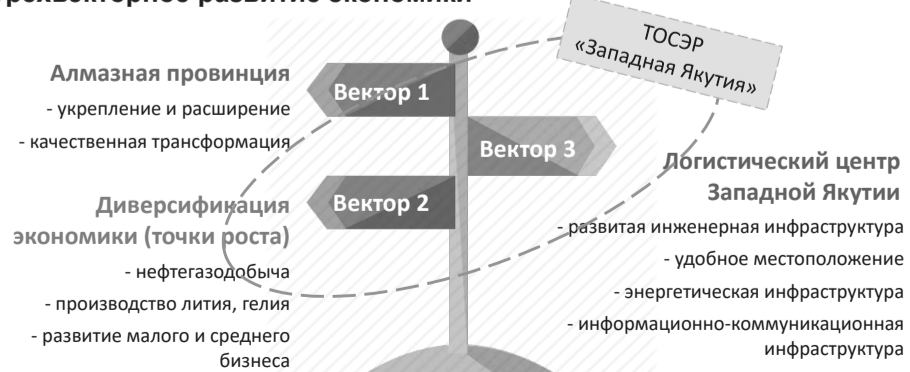 Трехвекторное развитие экономики
ТОСЭР
«Западная Якутия»
Алмазная провинция
- укрепление и расширение
- качественная трансформация
Вектор 1
Вектор 3
Вектор 2
Диверсификация
экономики (точки роста)
- нефтегазодобыча
- производство лития, гелия
- развитие малого и среднего
бизнеса
Логистический центр
Западной Якутии
- развитая инженерная инфраструктура
- удобное местоположение
- энергетическая инфраструктура
- информационно-коммуникационная
инфраструктура